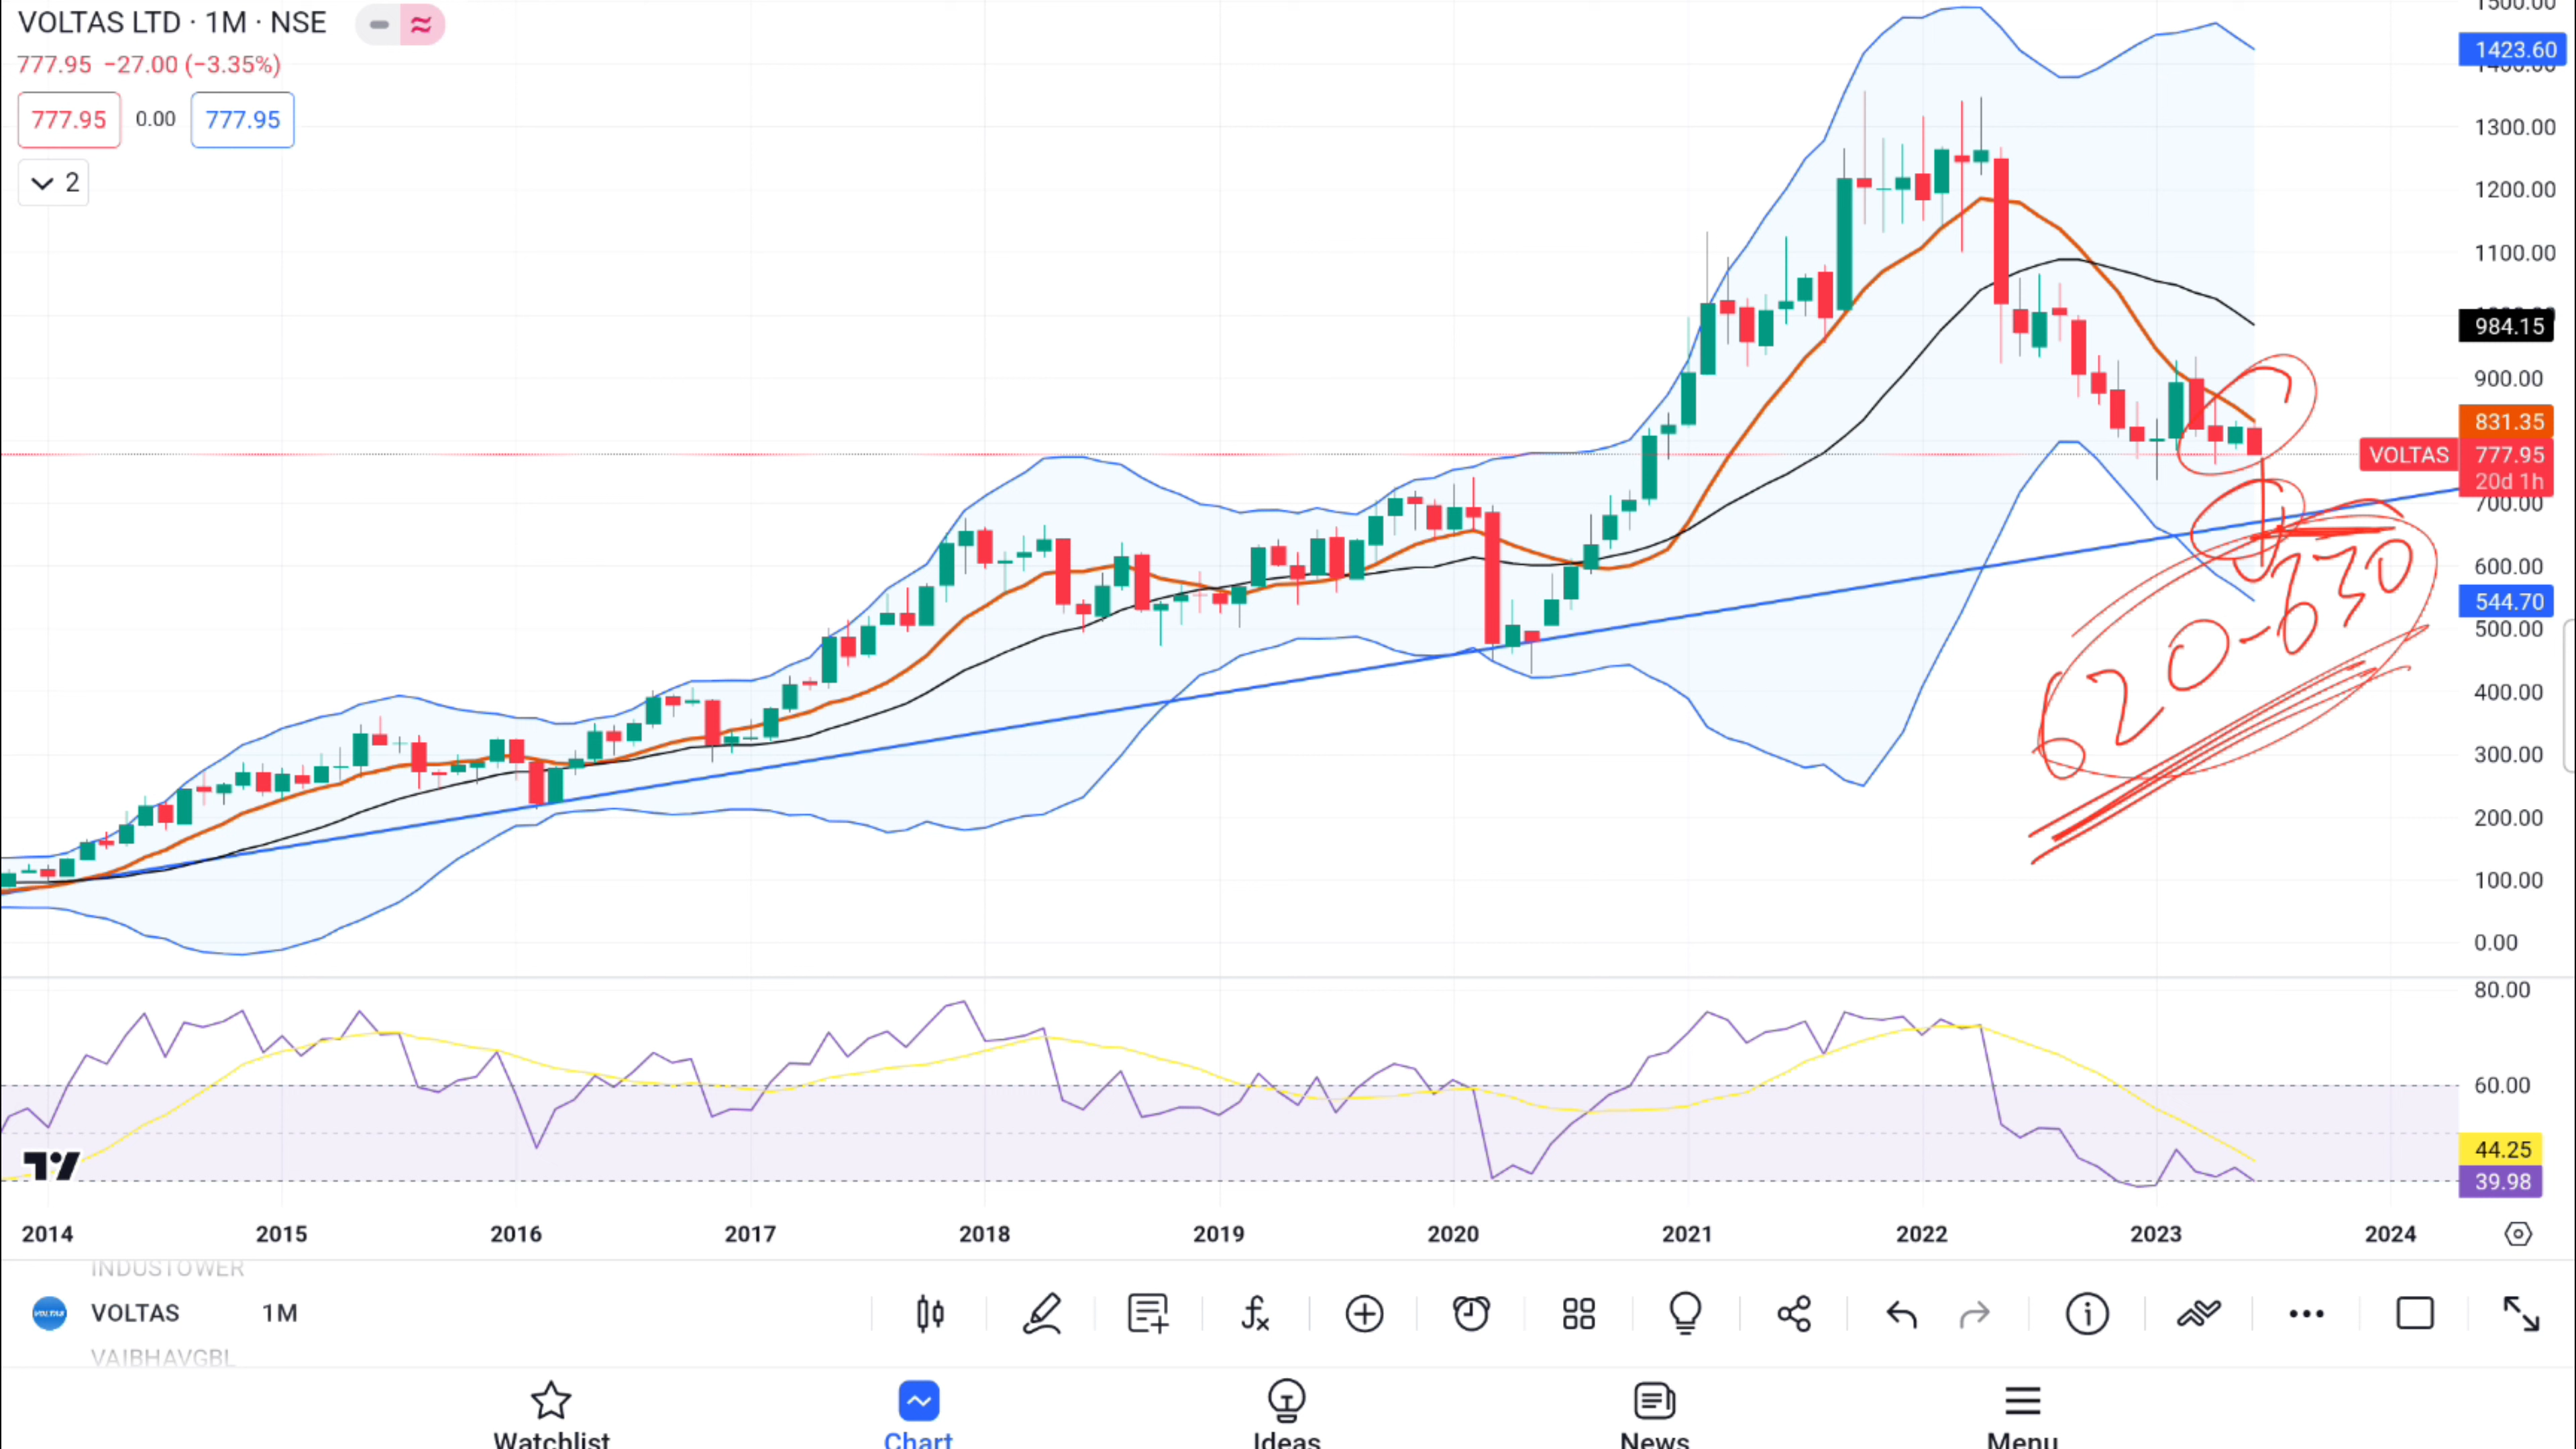 VOLTAS LTD · 1M · NSE
777.95 −27.00 (−3.35%)
777.95 0.00 777.95
2
1500.00
1423.60
1300.00
1200.00
1100.00
984.15
900.00
831.35
VOLTAS 777.95
20d 1h
700.00
600.00
544.70
500.00
400.00
300.00
200.00
100.00
0.00
620-630
80.00
60.00
44.25
39.98
2014 2015 2016 2017 2018 2019 2020 2021 2022 2023 2024
INDUSTOWER
VOLTAS 1M
VAIBHAVGBL
Watchlist Chart Ideas News Menu